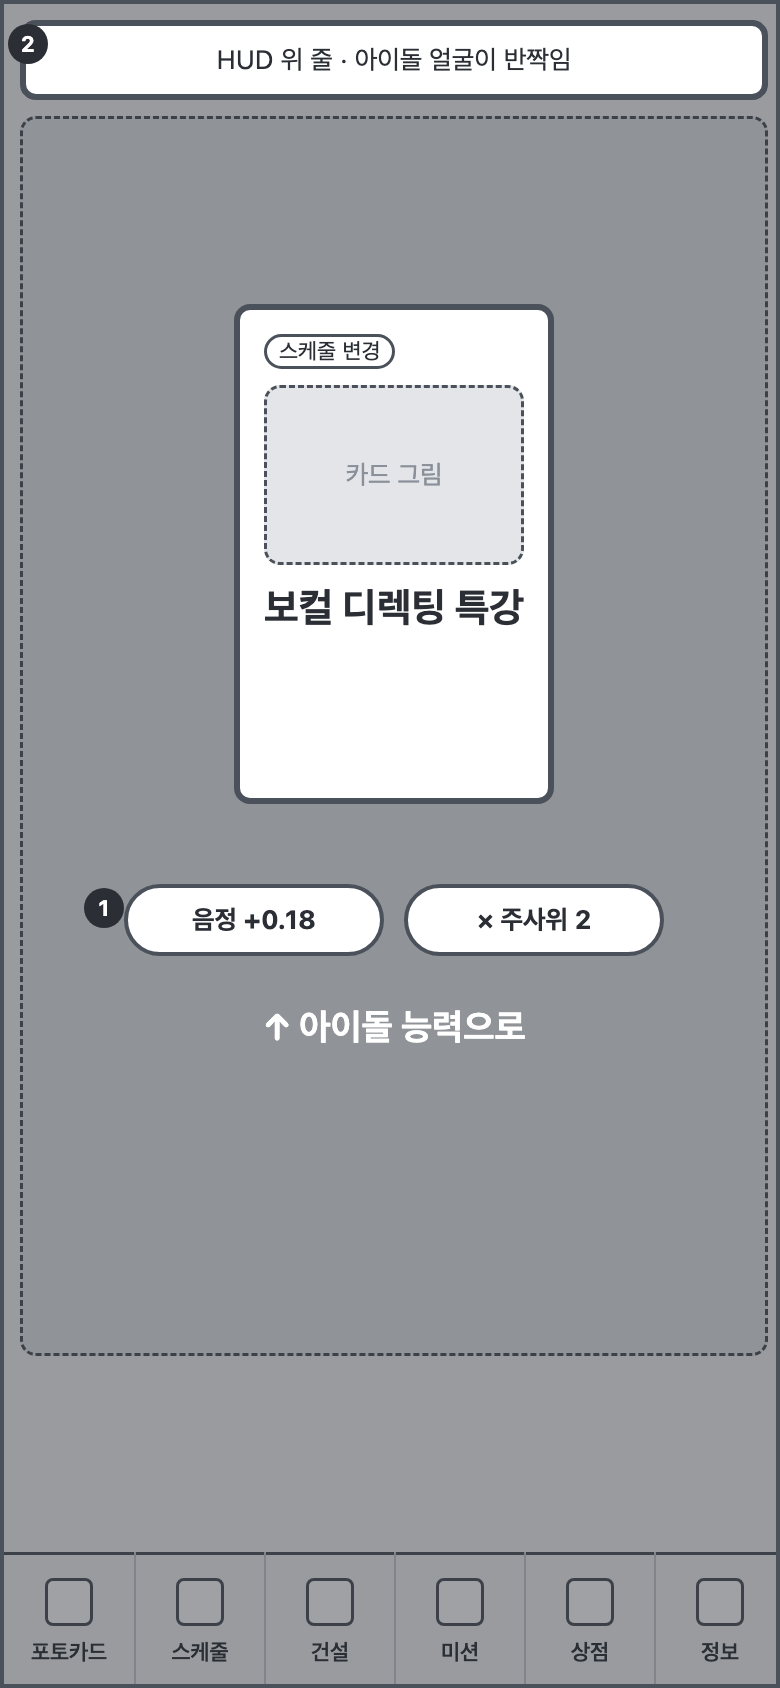 2
HUD 위 줄 · 아이돌 얼굴이 반짝임
스케줄 변경
카드 그림
보컬 디렉팅 특강
1
음정 +0.18
× 주사위 2
↑ 아이돌 능력으로
포토카드
스케줄
건설
미션
상점
정보